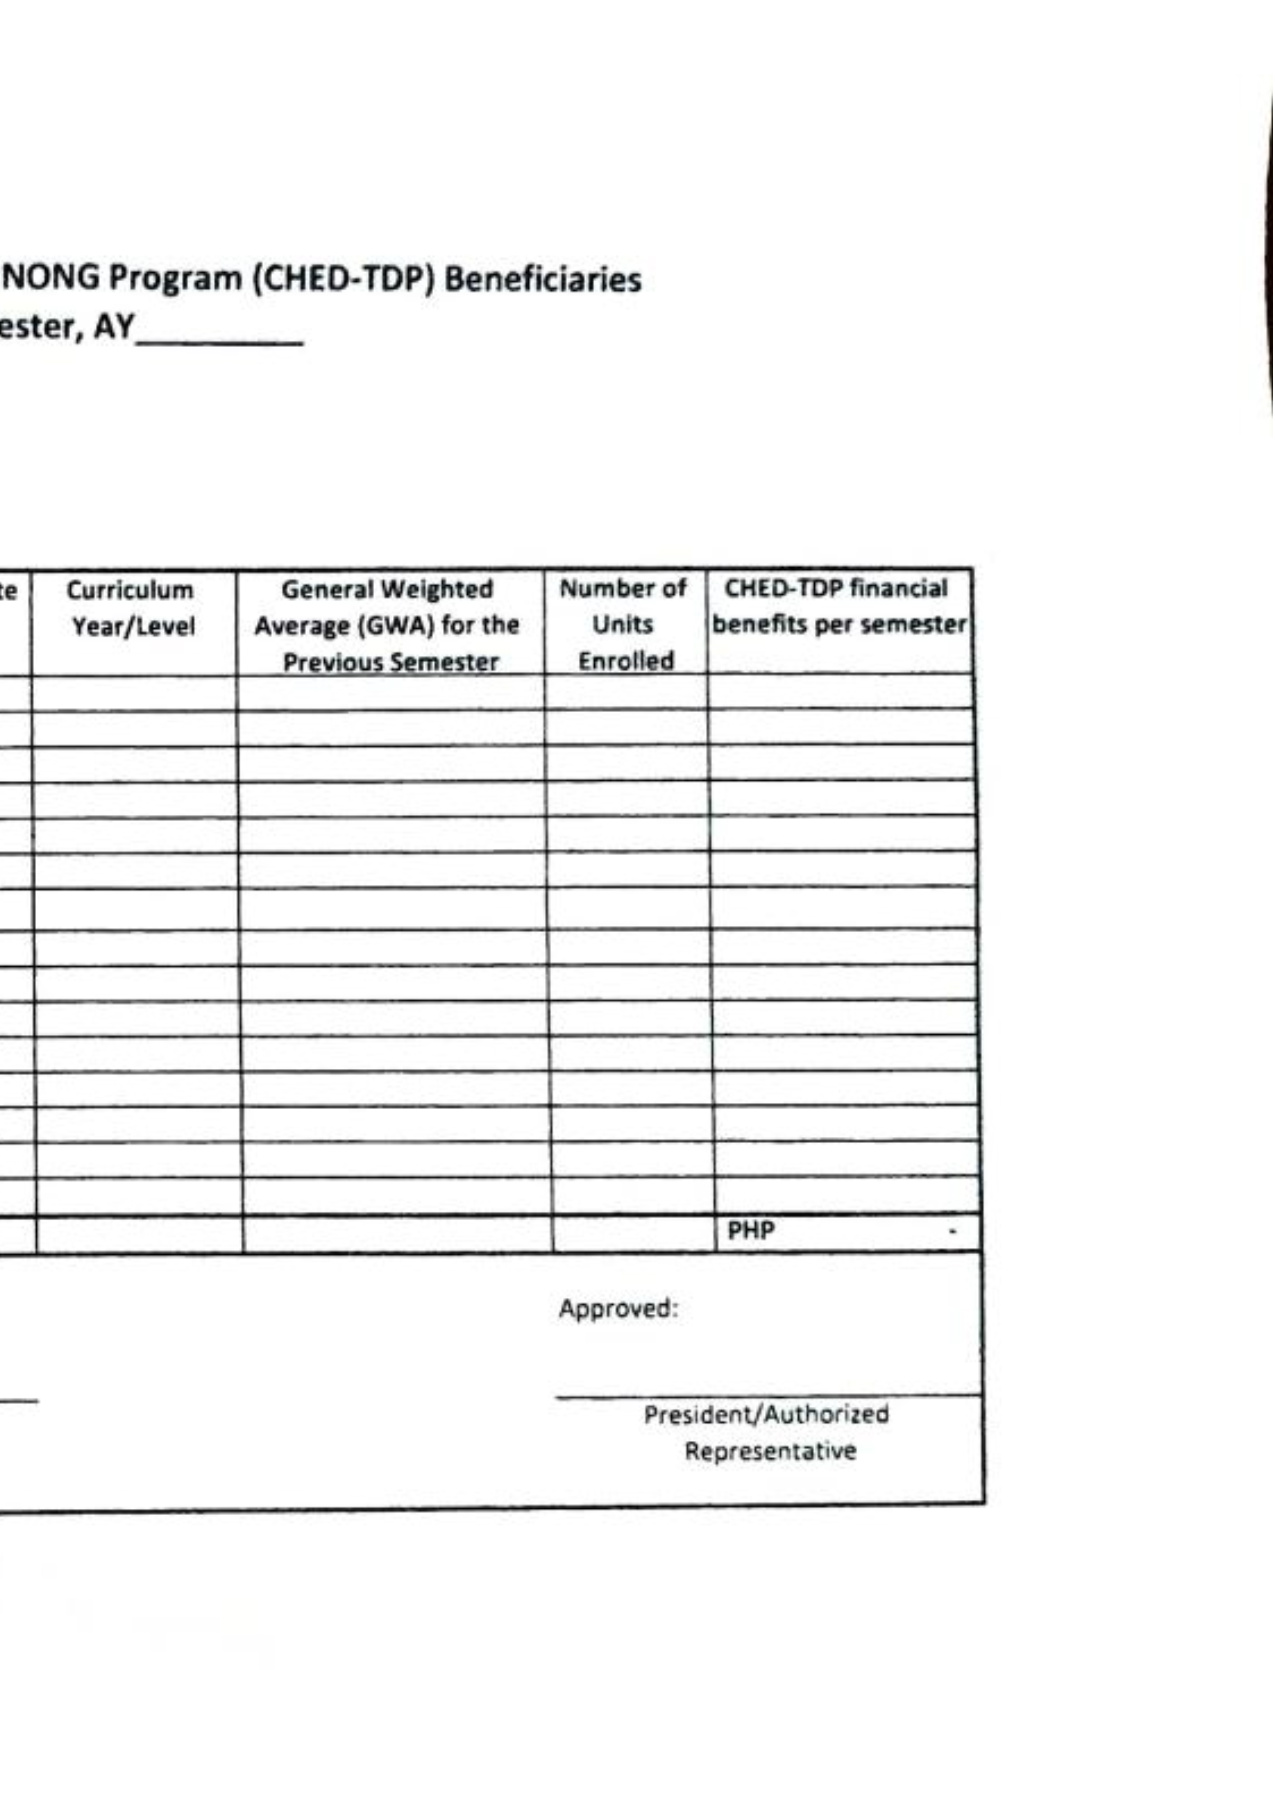 NONG Program (CHED-TDP) Beneficiaries
ester, AY________
te
Curriculum
Year/Level
General Weighted
Average (GWA) for the
Previous Semester
Number of
Units
Enrolled
CHED-TDP financial
benefits per semester
PHP -
Approved:
President/Authorized
Representative